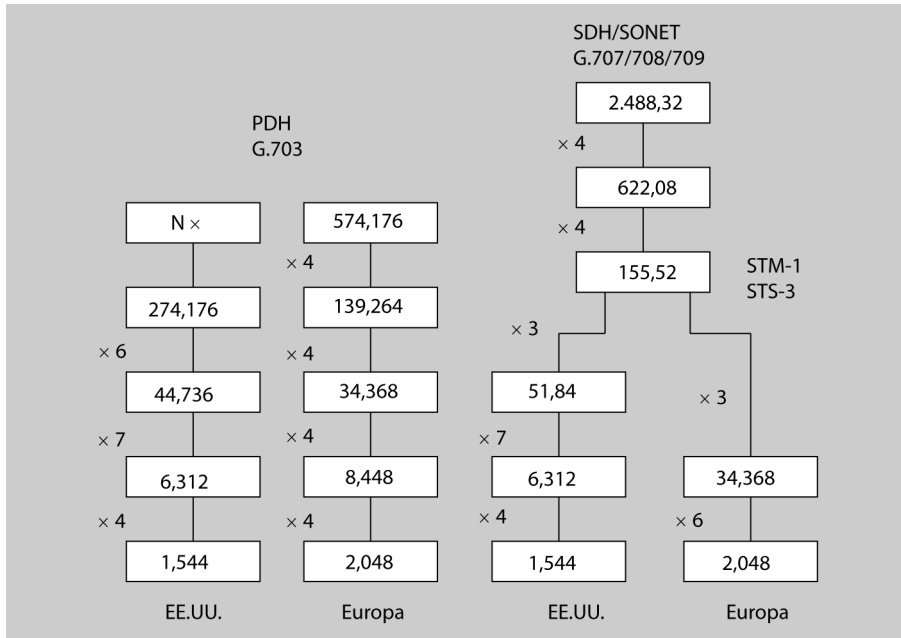 SDH/SONET
G.707/708/709
PDH
G.703
2.488,32
× 4
622,08
× 4
155,52
STM-1
STS-3
N ×
574,176
× 4
274,176
139,264
× 6
× 4
44,736
34,368
× 7
× 4
6,312
8,448
× 4
× 4
1,544
2,048
EE.UU.
Europa
× 3
51,84
× 3
× 7
6,312
34,368
× 4
× 6
1,544
2,048
EE.UU.
Europa